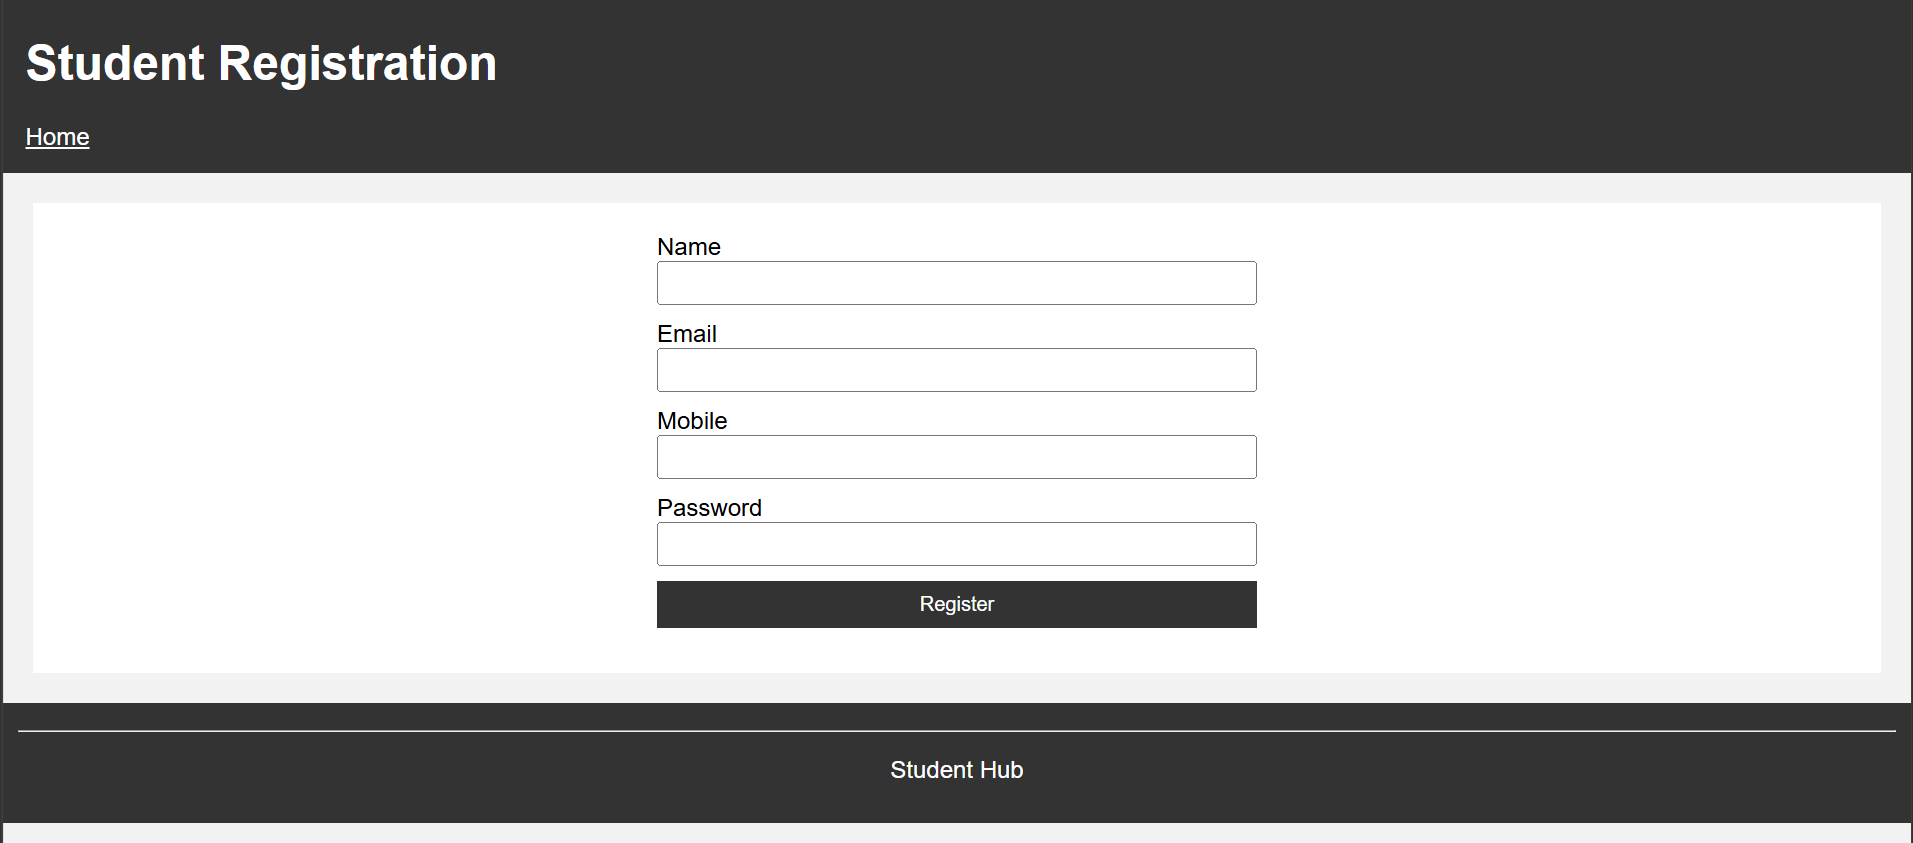 Student Registration
Home
Name
Email
Mobile
Password
Register
Student Hub